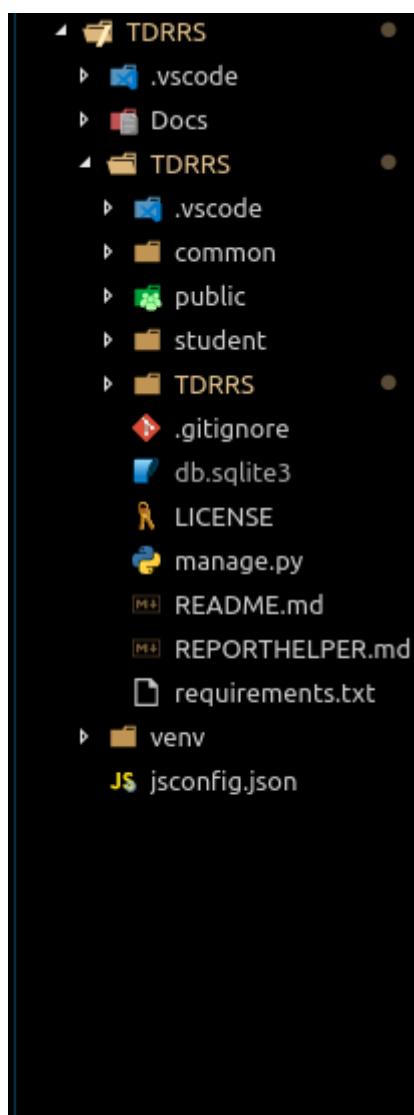 TDRRS
.vscode
Docs
TDRRS
.vscode
common
public
student
TDRRS
.gitignore
db.sqlite3
LICENSE
manage.py
M↓ README.md
M↓ REPORTHELPER.md
requirements.txt
venv
JS jsconfig.json